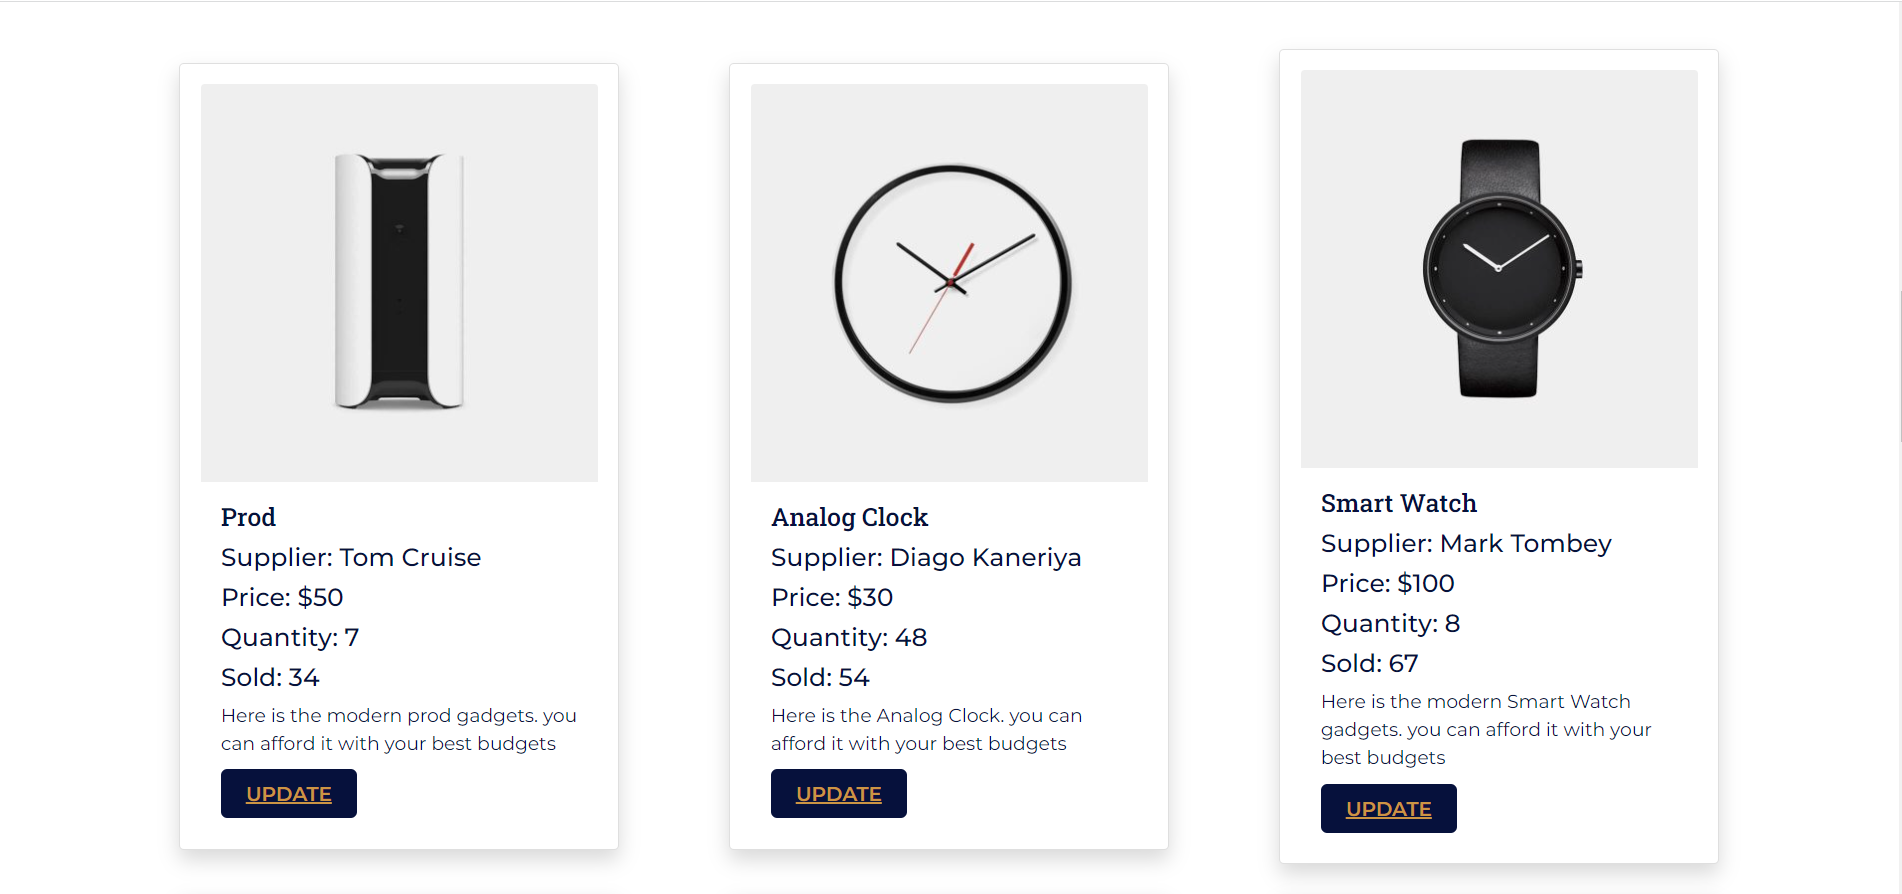 Prod
Supplier: Tom Cruise
Price: $50
Quantity: 7
Sold: 34
Here is the modern prod gadgets. you
can afford it with your best budgets
UPDATE
Analog Clock
Supplier: Diago Kaneriya
Price: $30
Quantity: 48
Sold: 54
Here is the Analog Clock. you can
afford it with your best budgets
UPDATE
Smart Watch
Supplier: Mark Tombey
Price: $100
Quantity: 8
Sold: 67
Here is the modern Smart Watch
gadgets. you can afford it with your
best budgets
UPDATE